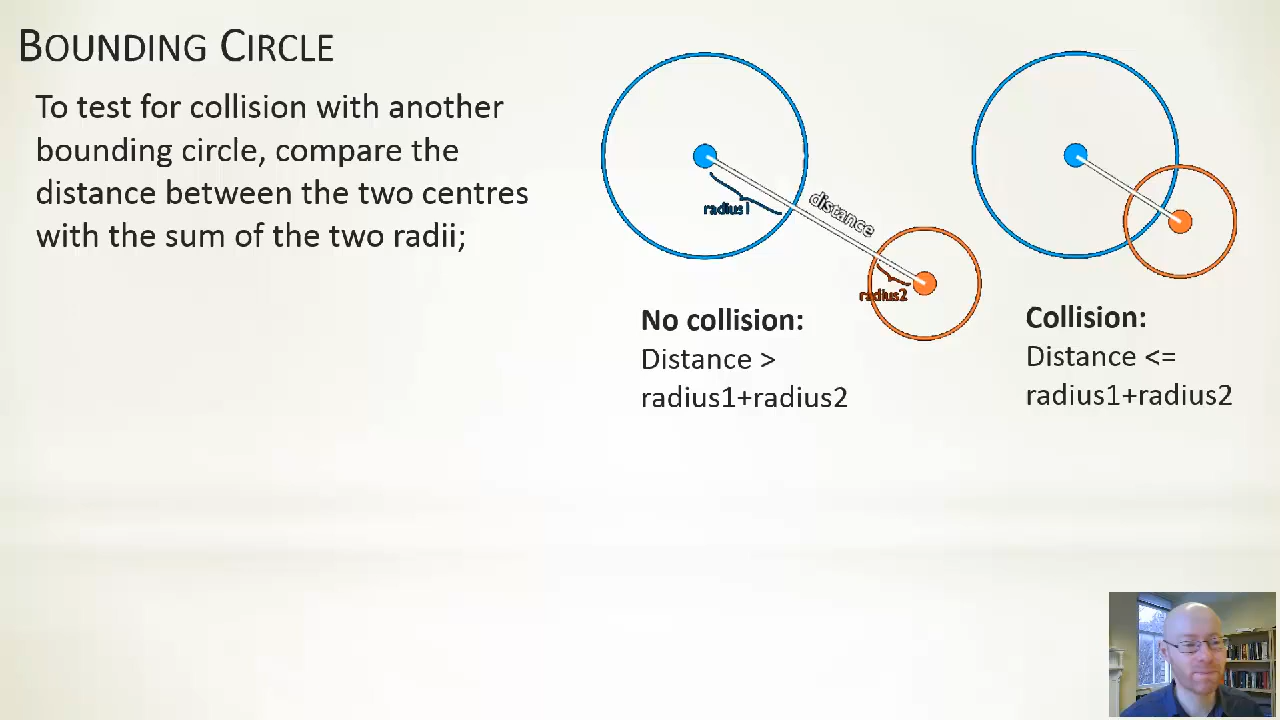 BOUNDING CIRCLE
To test for collision with another
bounding circle, compare the
distance between the two centres
with the sum of the two radii;
radius1
distance
radius2
No collision:
Distance >
radius1+radius2
Collision:
Distance <=
radius1+radius2